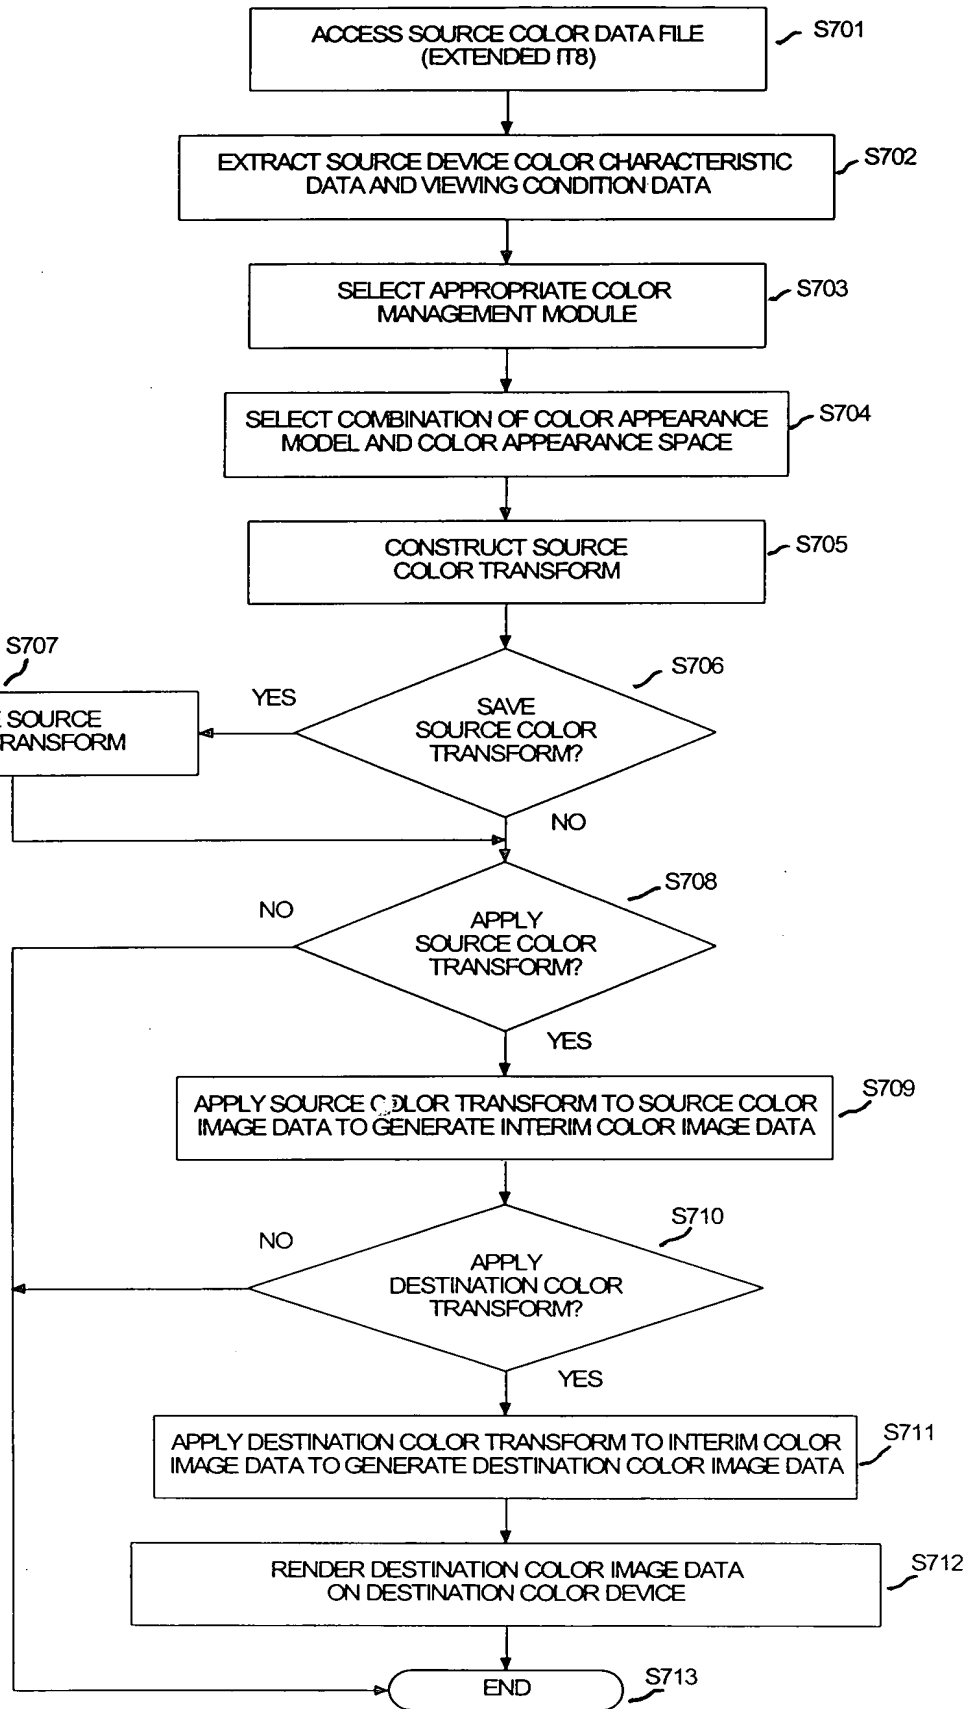 ACCESS SOURCE COLOR DATA FILE
(EXTENDED IT8)
S701
EXTRACT SOURCE DEVICE COLOR CHARACTERISTIC
DATA AND VIEWING CONDITION DATA
S702
SELECT APPROPRIATE COLOR
MANAGEMENT MODULE
S703
SELECT COMBINATION OF COLOR APPEARANCE
MODEL AND COLOR APPEARANCE SPACE
S704
CONSTRUCT SOURCE
COLOR TRANSFORM
S705
SAVE
SOURCE COLOR
TRANSFORM?
S706
YES
NO
S707
SOURCE
TRANSFORM
APPLY
SOURCE COLOR
TRANSFORM?
S708
NO
YES
APPLY SOURCE COLOR TRANSFORM TO SOURCE COLOR
IMAGE DATA TO GENERATE INTERIM COLOR IMAGE DATA
S709
APPLY
DESTINATION COLOR
TRANSFORM?
S710
NO
YES
APPLY DESTINATION COLOR TRANSFORM TO INTERIM COLOR
IMAGE DATA TO GENERATE DESTINATION COLOR IMAGE DATA
S711
RENDER DESTINATION COLOR IMAGE DATA
ON DESTINATION COLOR DEVICE
S712
END
S713